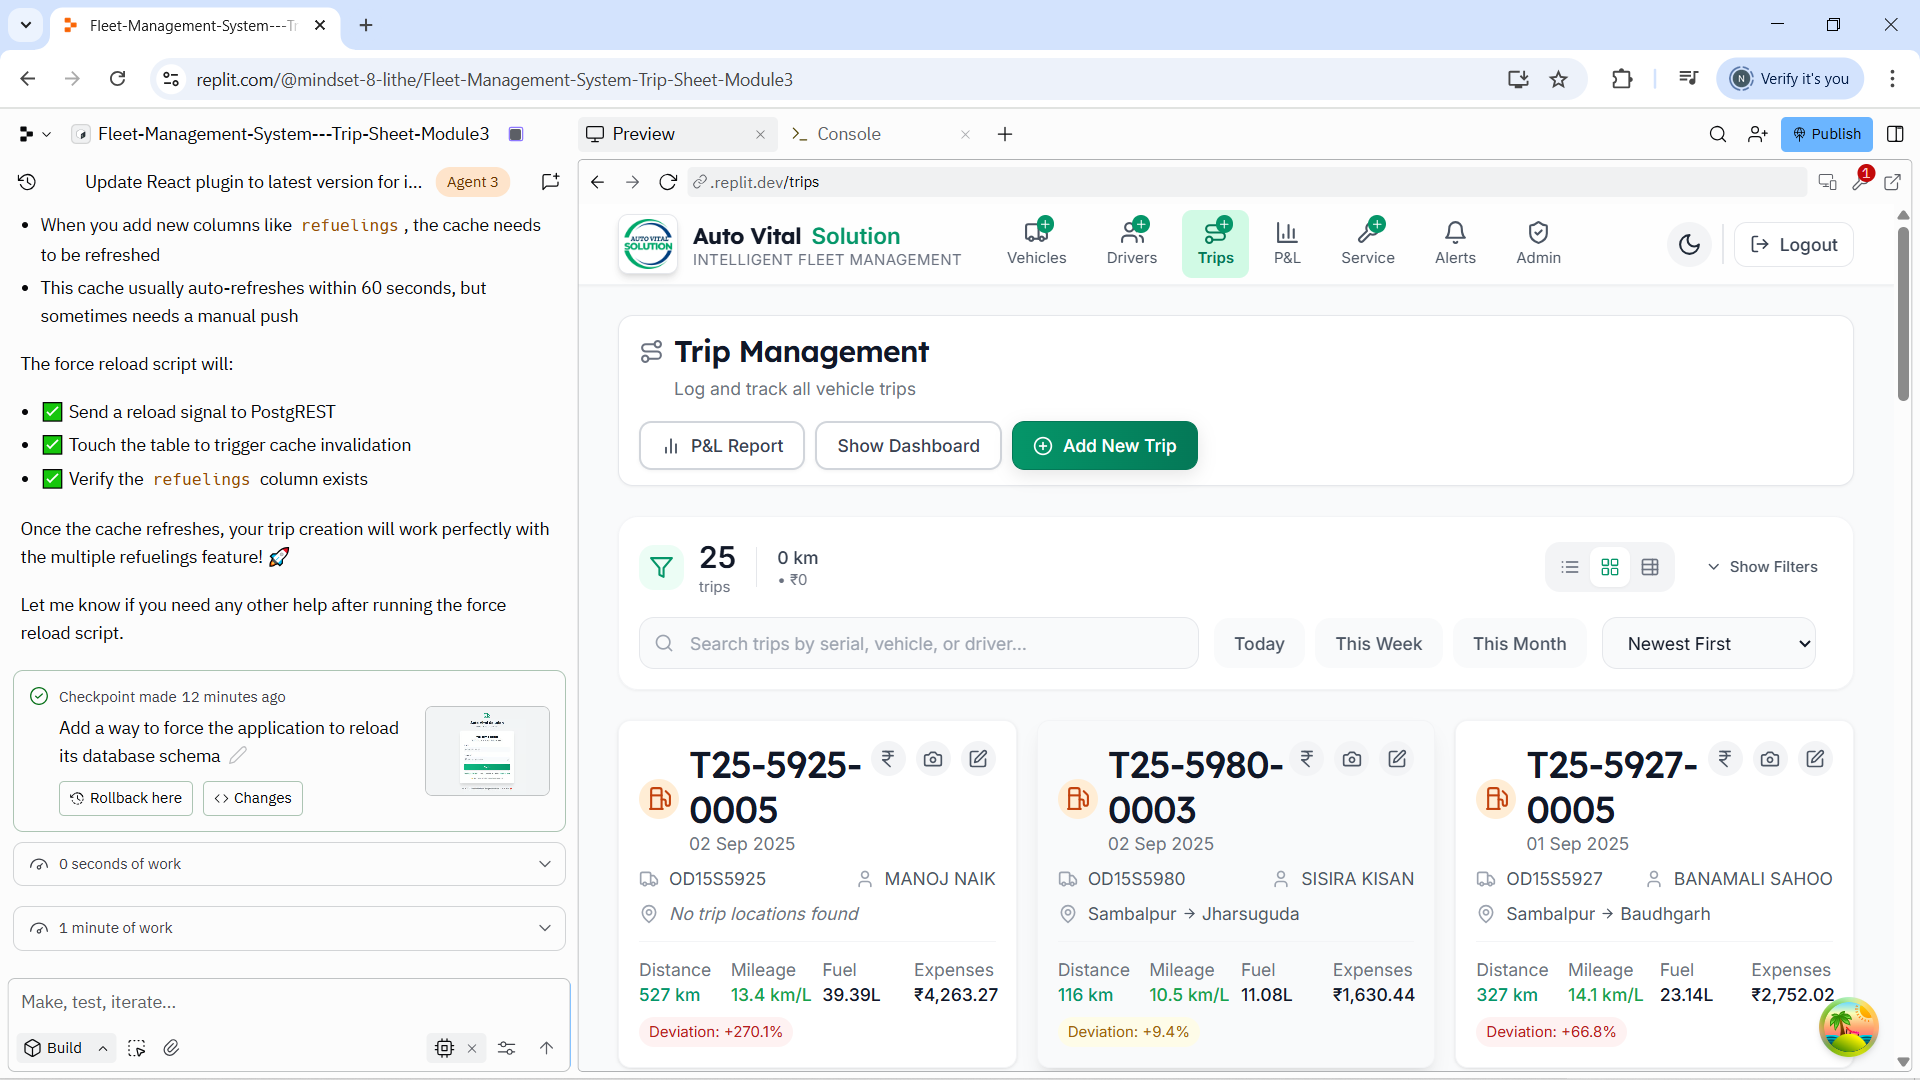 Fleet-Management-System---Tr
replit.com/@mindset-8-lithe/Fleet-Management-System-Trip-Sheet-Module3
N
Verify it's you
Fleet-Management-System---Trip-Sheet-Module3
Preview
Console
Publish
Update React plugin to latest version for i...
Agent 3
.replit.dev/trips
1
When you add new columns like refuelings , the cache needs
to be refreshed
This cache usually auto-refreshes within 60 seconds, but
sometimes needs a manual push
The force reload script will:
Send a reload signal to PostgREST
Touch the table to trigger cache invalidation
Verify the refuelings column exists
Once the cache refreshes, your trip creation will work perfectly with
the multiple refuelings feature!
Let me know if you need any other help after running the force
reload script.
Checkpoint made 12 minutes ago
Add a way to force the application to reload
its database schema
Rollback here
Changes
0 seconds of work
1 minute of work
Make, test, iterate...
Build
AUTO VITAL
SOLUTION
Auto Vital Solution
INTELLIGENT FLEET MANAGEMENT
Vehicles
Drivers
Trips
P&L
Service
Alerts
Admin
Logout
Trip Management
Log and track all vehicle trips
P&L Report
Show Dashboard
Add New Trip
25
trips
0 km
• ₹0
Show Filters
Search trips by serial, vehicle, or driver...
Today
This Week
This Month
Newest First
T25-5925-
0005
02 Sep 2025
OD15S5925
MANOJ NAIK
No trip locations found
Distance Mileage Fuel Expenses
527 km 13.4 km/L 39.39L ₹4,263.27
Deviation: +270.1%
T25-5980-
0003
02 Sep 2025
OD15S5980
SISIRA KISAN
Sambalpur → Jharsuguda
Distance Mileage Fuel Expenses
116 km 10.5 km/L 11.08L ₹1,630.44
Deviation: +9.4%
T25-5927-
0005
01 Sep 2025
OD15S5927
BANAMALI SAHOO
Sambalpur → Baudhgarh
Distance Mileage Fuel Expenses
327 km 14.1 km/L 23.14L ₹2,752.02
Deviation: +66.8%